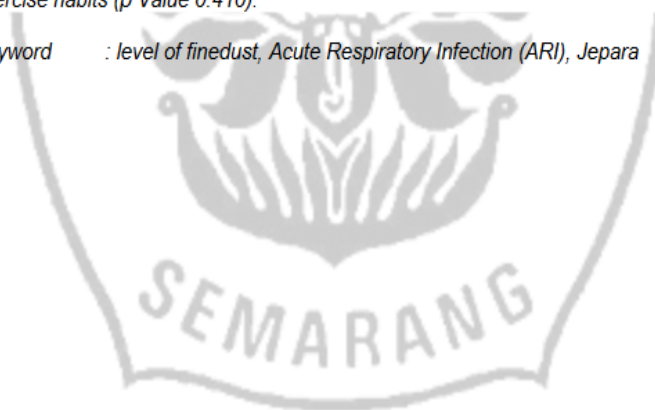 ercise habits (p Value 0.410).
yword : level of finedust, Acute Respiratory Infection (ARI), Jepara
SEMARANG